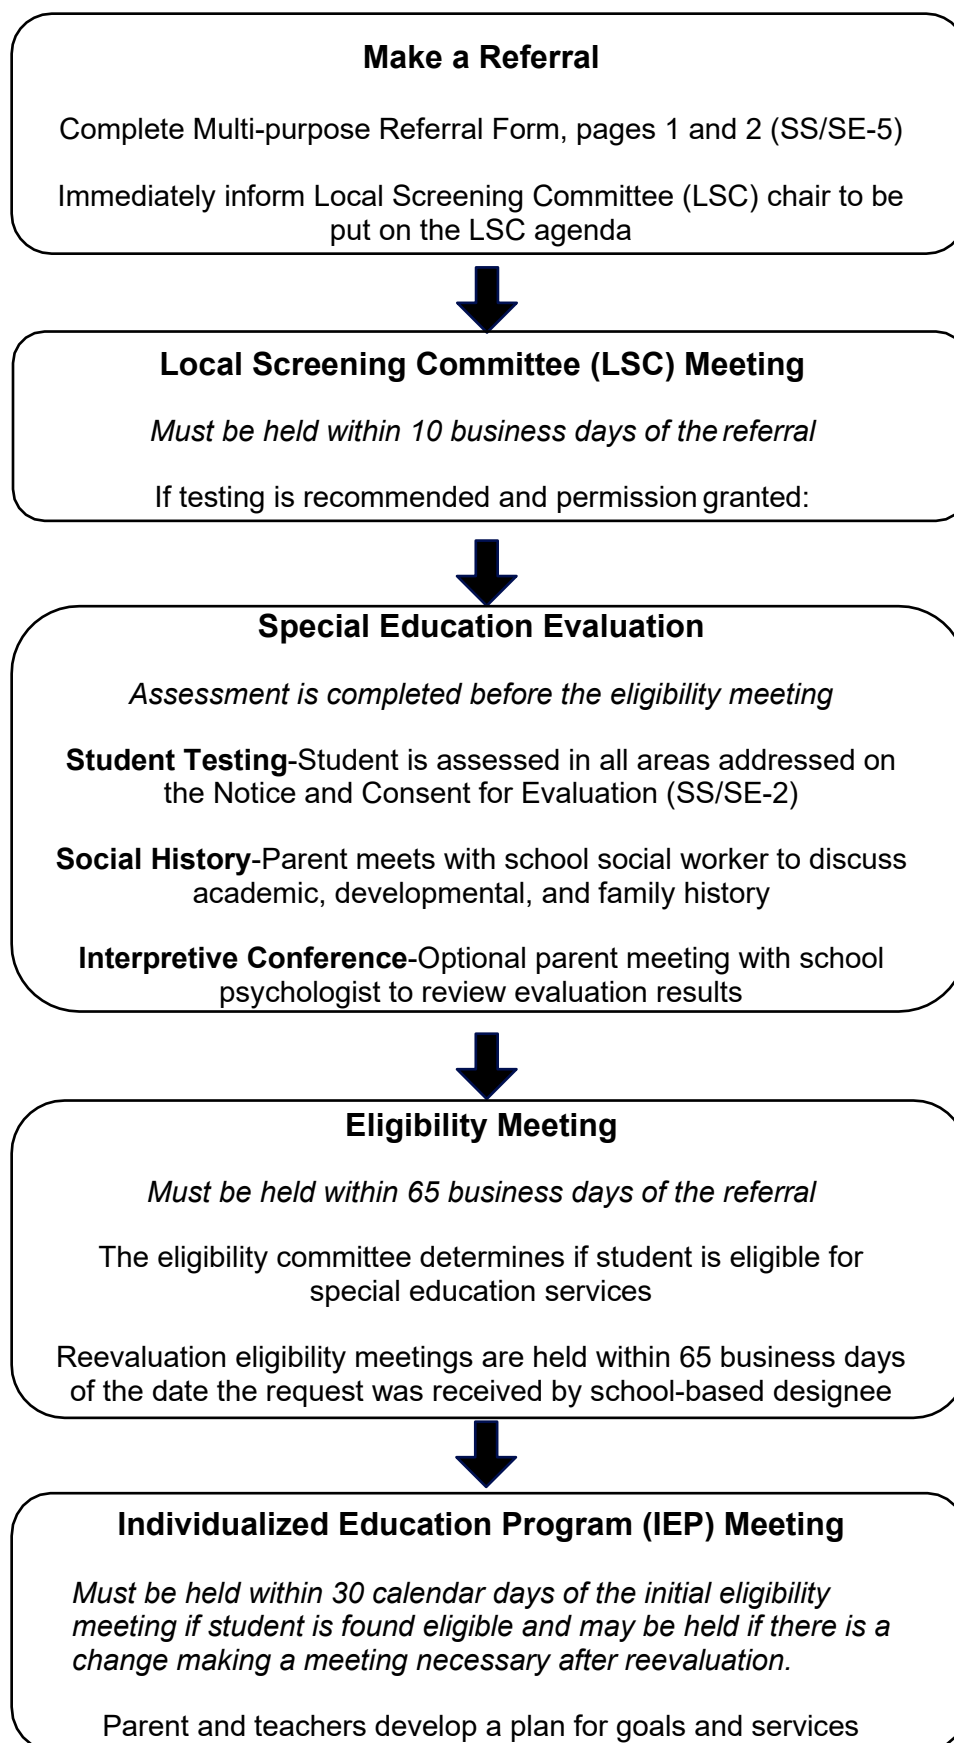 Make a Referral
Complete Multi-purpose Referral Form, pages 1 and 2 (SS/SE-5)
Immediately inform Local Screening Committee (LSC) chair to be
put on the LSC agenda
Local Screening Committee (LSC) Meeting
Must be held within 10 business days of the referral
If testing is recommended and permission granted:
Special Education Evaluation
Assessment is completed before the eligibility meeting
Student Testing-Student is assessed in all areas addressed on
the Notice and Consent for Evaluation (SS/SE-2)
Social History-Parent meets with school social worker to discuss
academic, developmental, and family history
Interpretive Conference-Optional parent meeting with school
psychologist to review evaluation results
Eligibility Meeting
Must be held within 65 business days of the referral
The eligibility committee determines if student is eligible for
special education services
Reevaluation eligibility meetings are held within 65 business days
of the date the request was received by school-based designee
Individualized Education Program (IEP) Meeting
Must be held within 30 calendar days of the initial eligibility
meeting if student is found eligible and may be held if there is a
change making a meeting necessary after reevaluation.
Parent and teachers develop a plan for goals and services